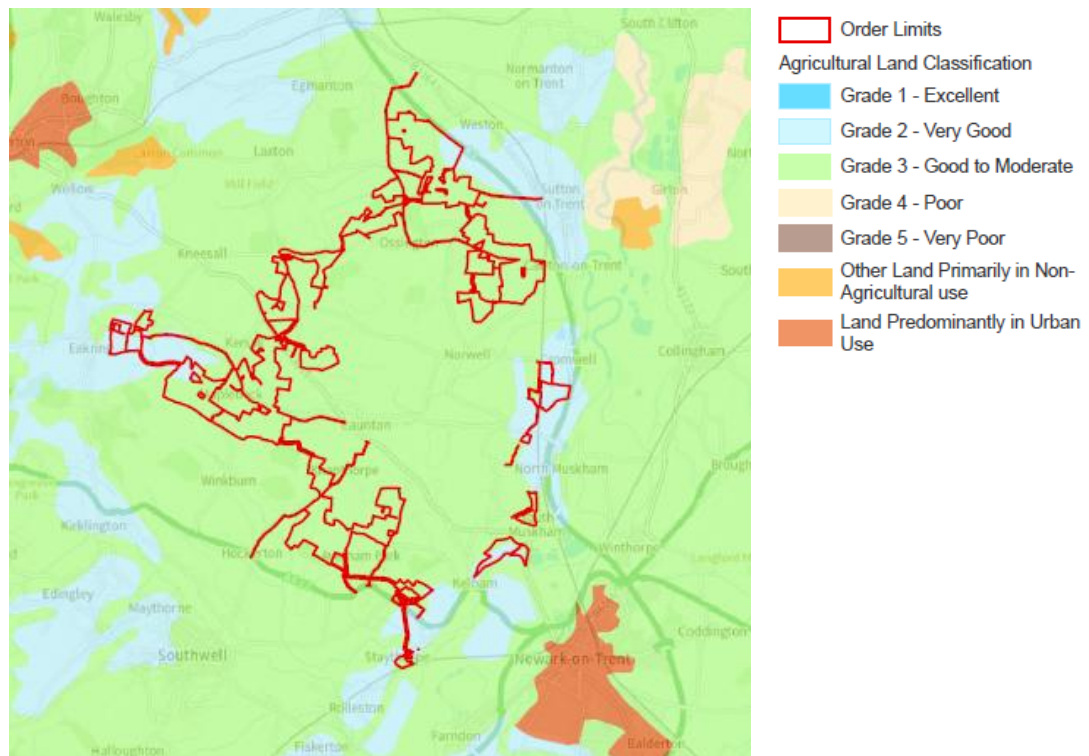 Walesby
South Clifton
Boughton
Egmanton
Normanton
on Trent
Weston
Laxton
Wellow
Sutton
on Trent
Girton
Kneesall
Ossington
Eakring
Norwell
Cromwell
Collingham
Caunton
Winkburn
North Muskham
Kirklington
Muskham
Hockerton
Winthorpe
Kelham
Edingley
Maythorne
Coddington
Southwell
Staythorpe
Newark-on-Trent
Rolleston
Farndon
Halloughton
Fiskerton
Balderton
Order Limits
Agricultural Land Classification
Grade 1 - Excellent
Grade 2 - Very Good
Grade 3 - Good to Moderate
Grade 4 - Poor
Grade 5 - Very Poor
Other Land Primarily in Non-
Agricultural use
Land Predominantly in Urban
Use